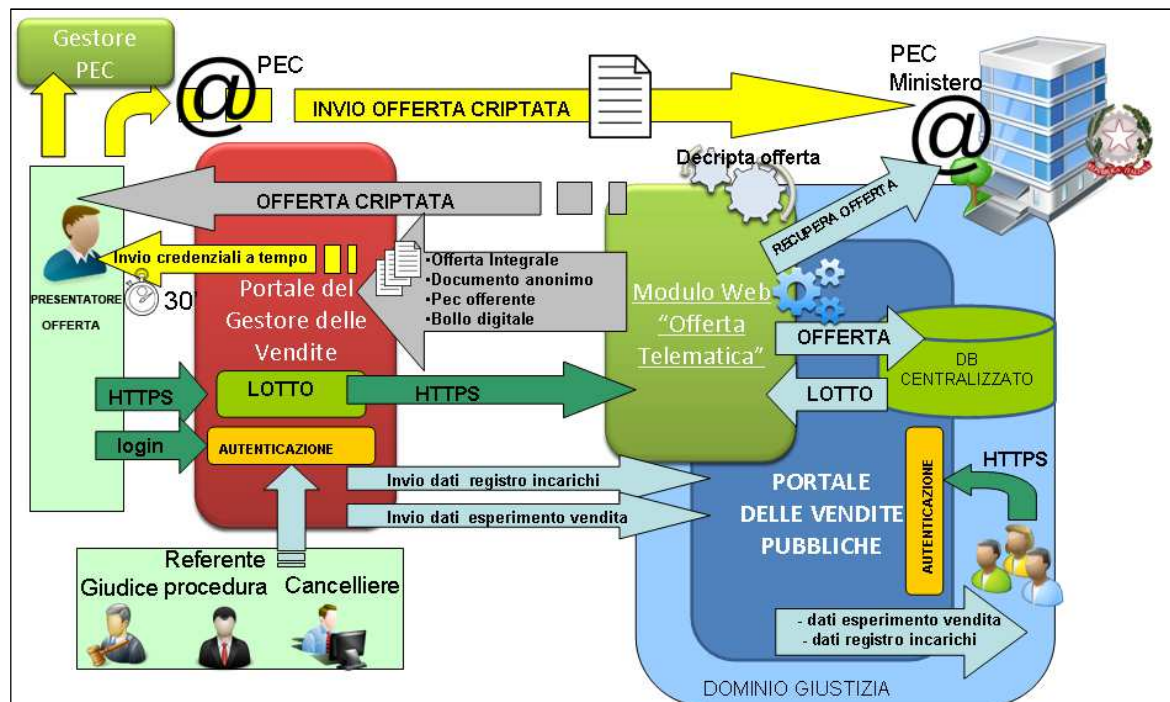 Gestore
PEC
PEC
@
INVIO OFFERTA CRIPTATA
PEC
Ministero
@
Decripta offerta
OFFERTA CRIPTATA
RECUPERA OFFERTA
Invio credenziali a tempo
30'
PRESENTATORE
OFFERTA
•Offerta Integrale
•Documento anonimo
•Pec offerente
•Bollo digitale
Portale del
Gestore delle
Vendite
Modulo Web
"Offerta
Telematica"
OFFERTA
DB
CENTRALIZZATO
LOTTO
HTTPS
LOTTO
HTTPS
login
AUTENTICAZIONE
Invio dati registro incarichi
Invio dati esperimento vendita
PORTALE
DELLE VENDITE
PUBBLICHE
AUTENTICAZIONE
HTTPS
Referente
Giudice procedura Cancelliere
- dati esperimento vendita
- dati registro incarichi
DOMINIO GIUSTIZIA